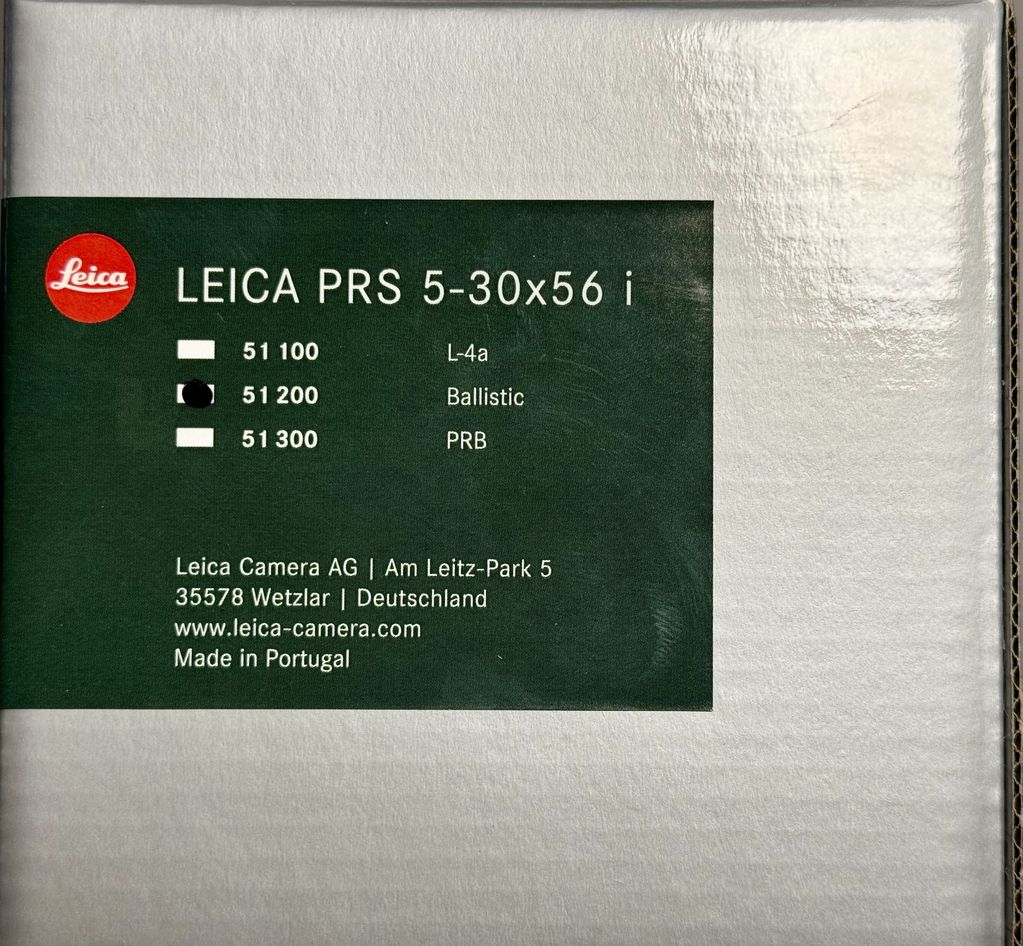 Leica
LEICA PRS 5-30x56 i
51 100 L-4a
51 200 Ballistic
51 300 PRB
Leica Camera AG | Am Leitz-Park 5
35578 Wetzlar | Deutschland
www.leica-camera.com
Made in Portugal